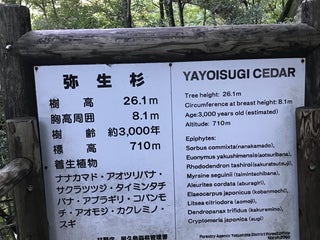 弥生杉
樹高 26.1m
胸高周囲 8.1m
樹齢 約3,000年
標高 710m
着生植物
ナナカマド・アオツリバナ・
サクラツツジ・タイミンタチ
バナ・アブラギリ・コバンモ
チ・アオモジ・カクレミノ・
スギ
YAYOISUGI CEDAR
Tree height: 26.1m
Circumference at breast height: 8.1m
Age:3,000 years old (estimated)
Altitude: 710m
Epiphytes:
Sorbus commixta(nanakamado),
Euonymus yakushimensis(aotsuribana),
Rhododendron tashiroi(sakuratsutsuji),
Myrsine seguinii (taimintachibana),
Aleurites cordata (aburagiri),
Elaeocarpus japonicus (kobanmochi),
Litsea citriodora (aomoji),
Dendropanax trifidus (kakuremino),
Cryptomeria japonica (sugi)